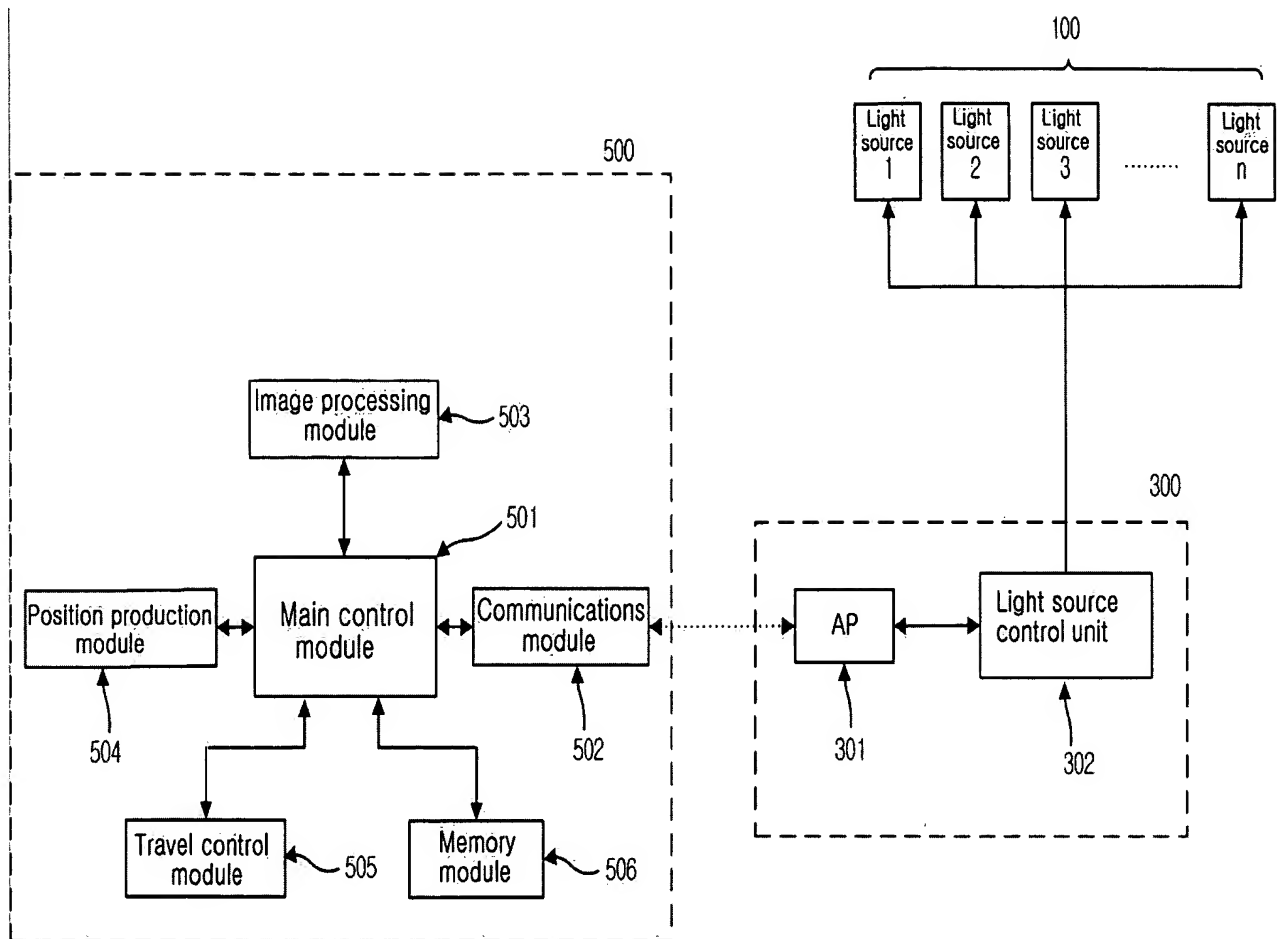 100
Light
source
1
Light
source
2
Light
source
3
........
Light
source
n
500
Image processing
module
503
501
Main control
module
Position production
module
504
Communications
module
502
Travel control
module
505
Memory
module
506
300
AP
301
Light source
control unit
302